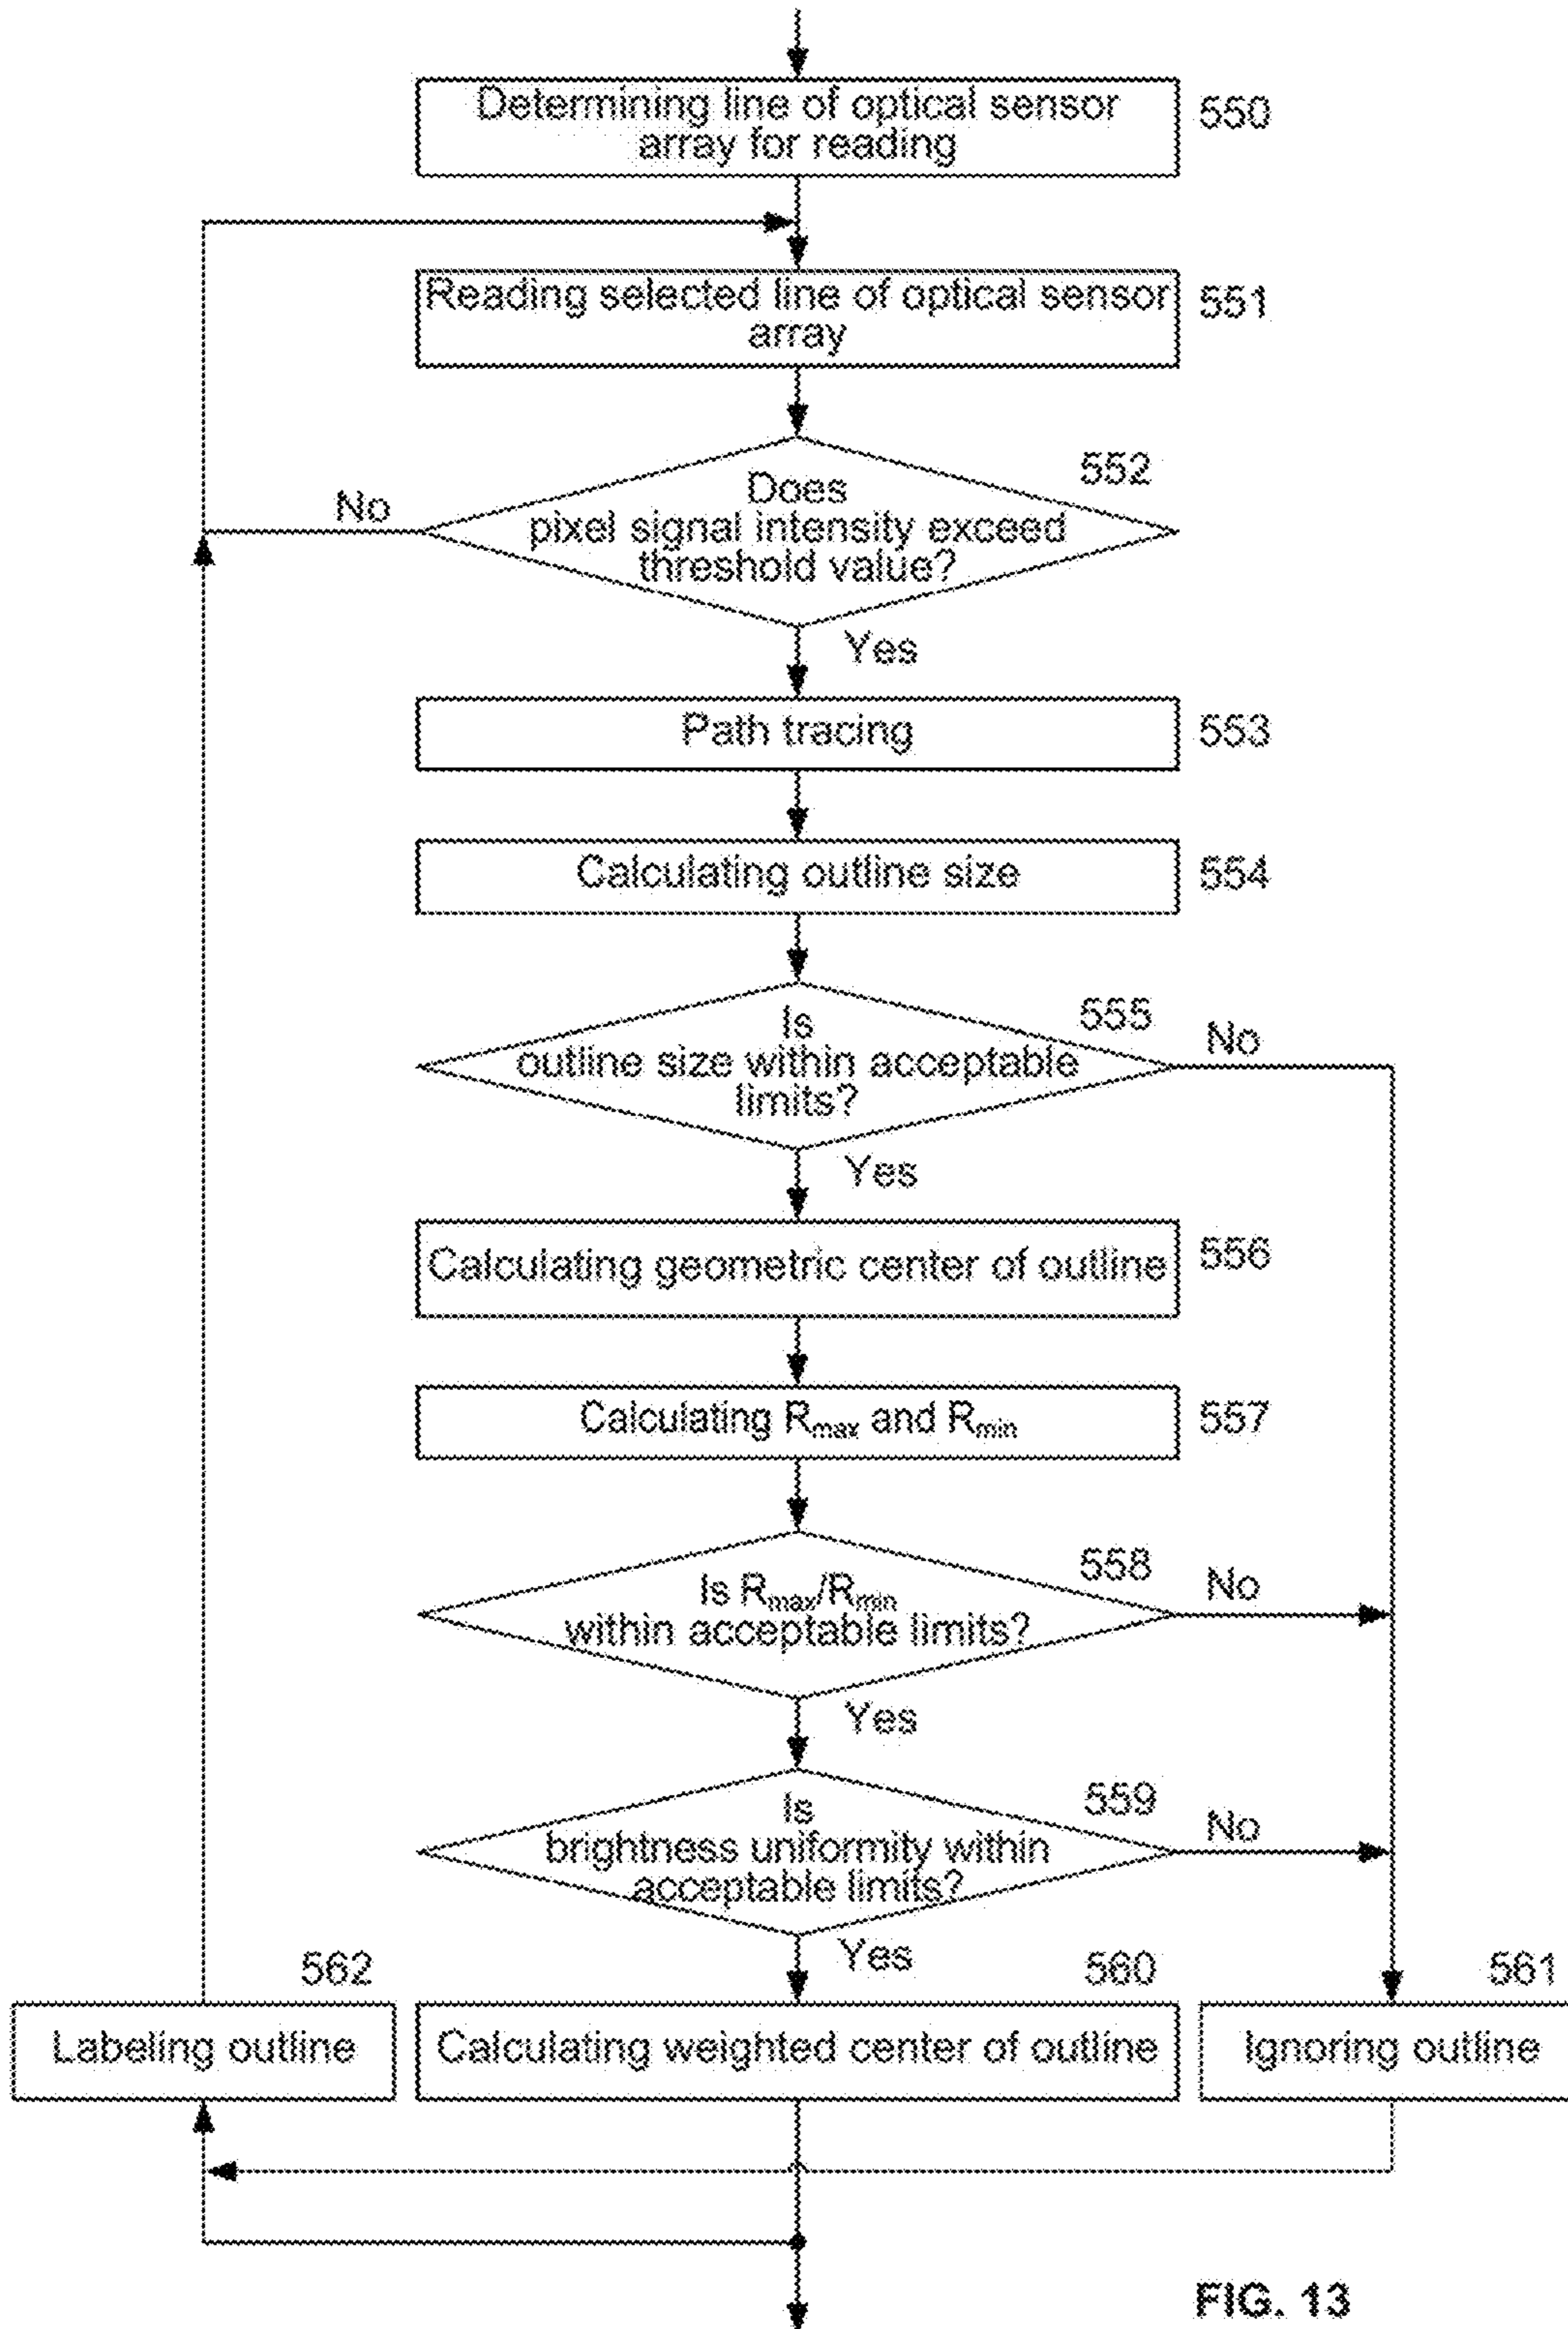 Determining line of optical sensor
array for reading
550
Reading selected line of optical sensor
array
551
552
Does
pixel signal intensity exceed
threshold value?
No
Yes
Path tracing
553
Calculating outline size
554
555
Is
outline size within acceptable
limits?
No
Yes
Calculating geometric center of outline
556
Calculating Rmax and Rmin
557
558
Is Rmax/Rmin
within acceptable limits?
No
Yes
559
Is
brightness uniformity within
acceptable limits?
No
Yes
562
560
561
Labeling outline
Calculating weighted center of outline
Ignoring outline
FIG. 13